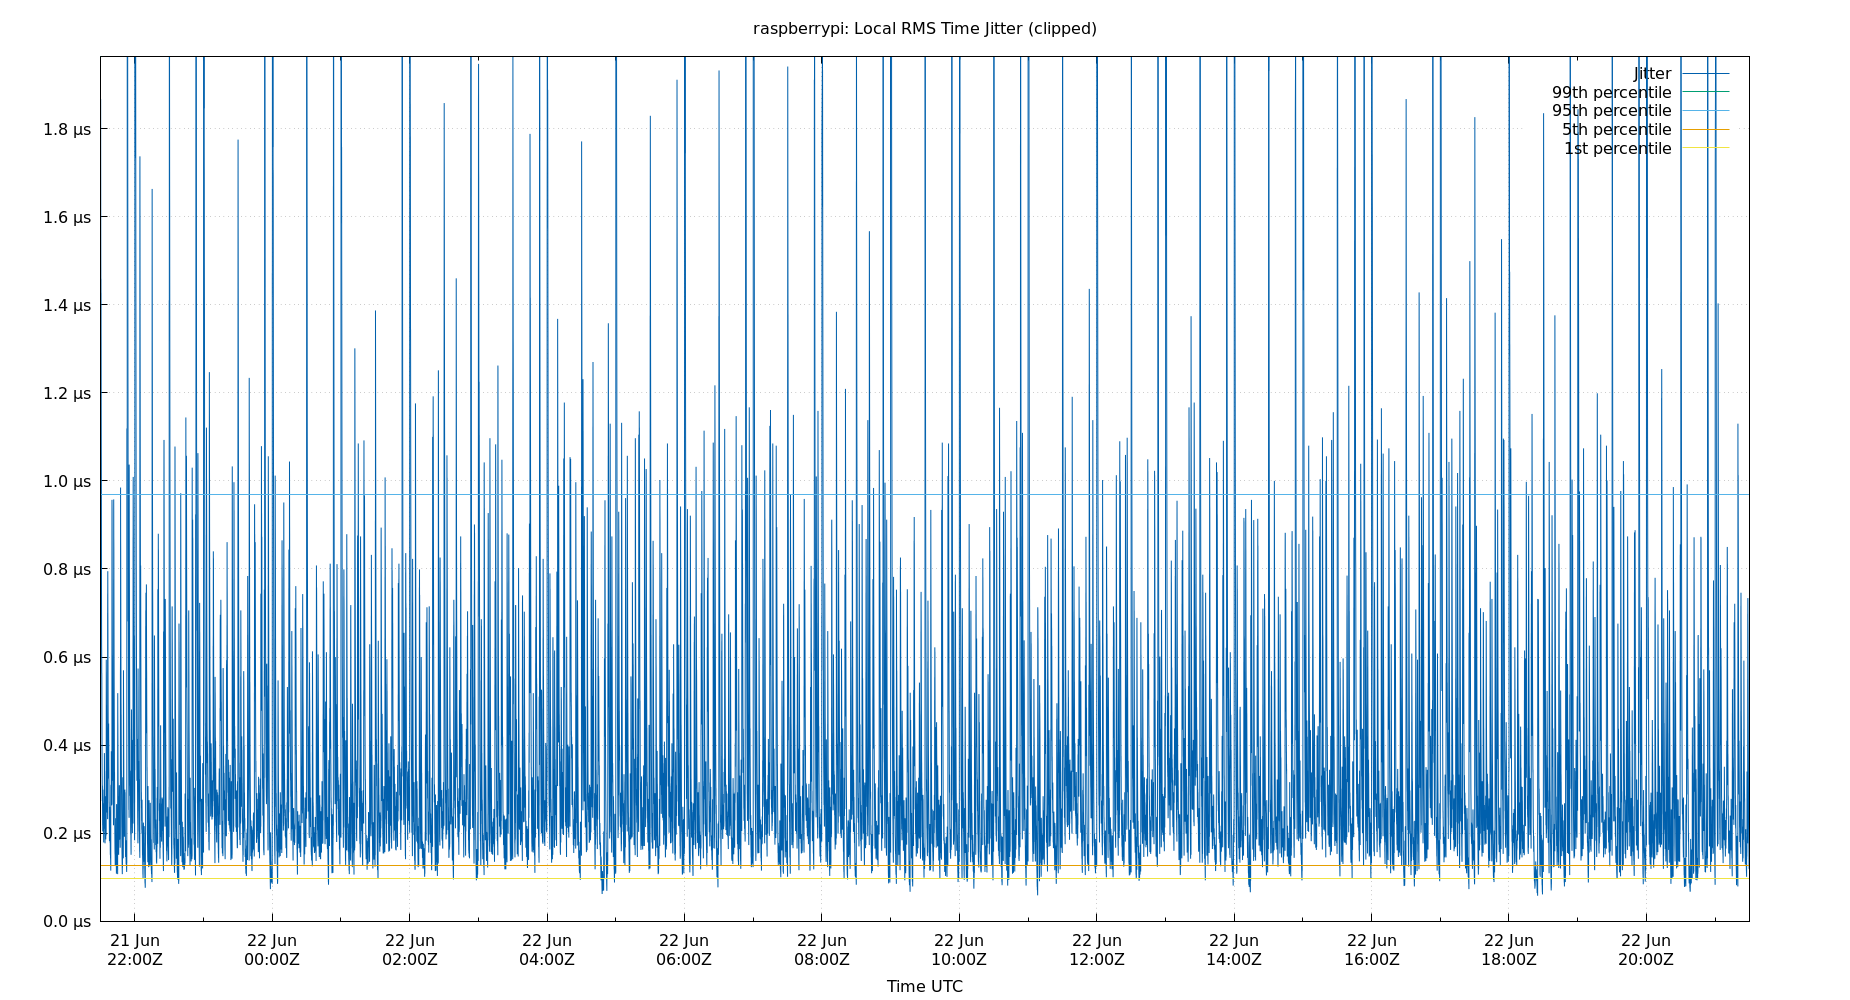 raspberrypi: Local RMS Time Jitter (clipped)
Jitter
99th percentile
95th percentile
5th percentile
1st percentile
1.8 μs
1.6 μs
1.4 μs
1.2 μs
1.0 μs
0.8 μs
0.6 μs
0.4 μs
0.2 μs
0.0 μs
21 Jun 22 Jun 22 Jun 22 Jun 22 Jun 22 Jun 22 Jun 22 Jun 22 Jun 22 Jun 22 Jun 22 Jun
22:00Z 00:00Z 02:00Z 04:00Z 06:00Z 08:00Z 10:00Z 12:00Z 14:00Z 16:00Z 18:00Z 20:00Z
Time UTC